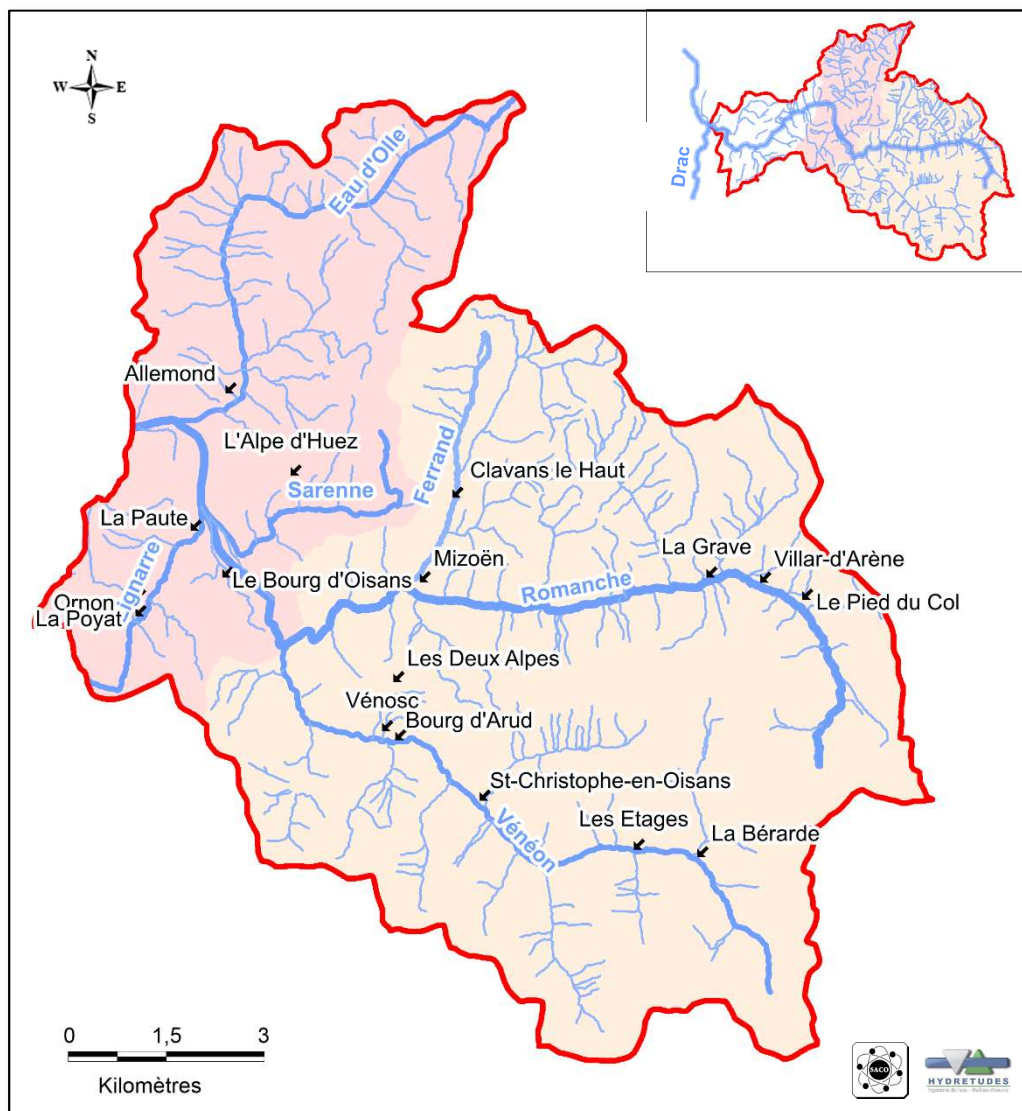 N
W
E
S
Drac
Eau d'Olle
Allemond
L'Alpe d'Huez
Sarenne
Ferrand
Clavans le Haut
La Paute
Mizoën
La Grave
Villar-d'Arène
Le Bourg d'Oisans
Romanche
Le Pied du Col
lignarre
Ornon
La Poyat
Les Deux Alpes
Vénosc
Bourg d'Arud
St-Christophe-en-Oisans
Vénéon
Les Etages
La Bérarde
0 1,5 3
Kilomètres
SACO
HYDRETUDES